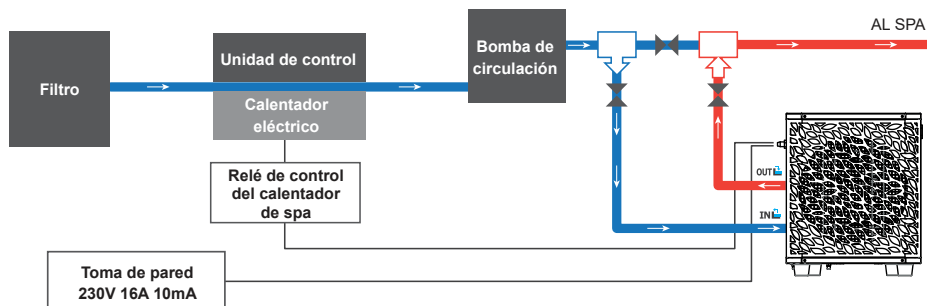 Filtro
Unidad de control
Calentador
eléctrico
Relé de control
del calentador
de spa
Toma de pared
230V 16A 10mA
Bomba de
circulación
AL SPA
OUT
IN